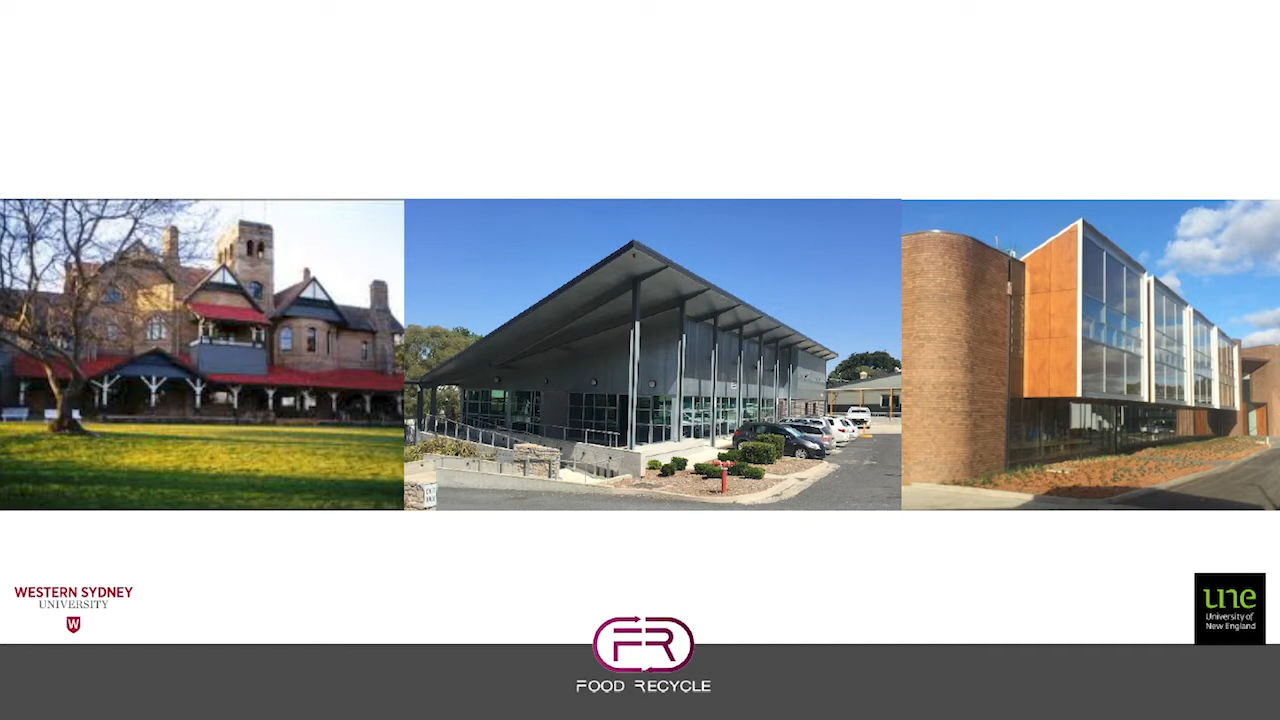 WESTERN SYDNEY
UNIVERSITY
W
FR
FOOD RECYCLE
une
University of
New England